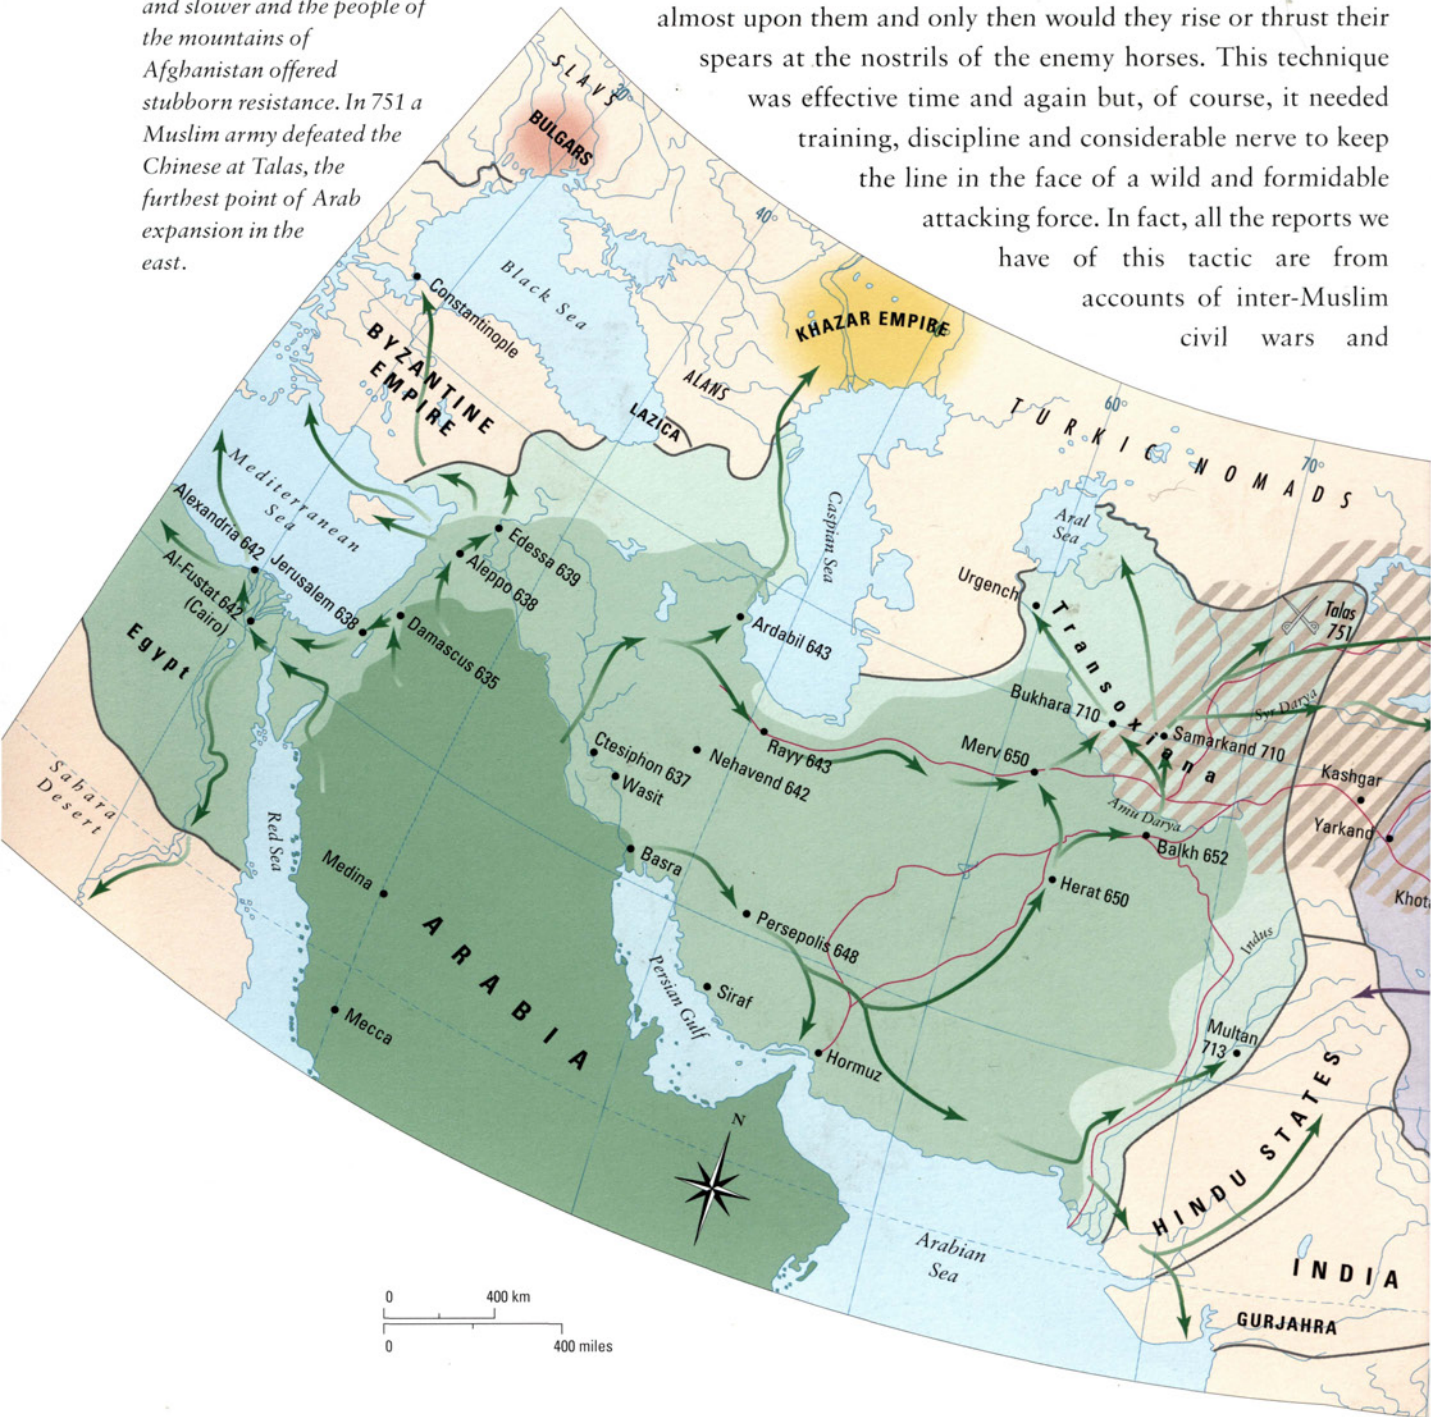 and slower and the people of
the mountains of
Afghanistan offered
stubborn resistance. In 751 a
Muslim army defeated the
Chinese at Talas, the
furthest point of Arab
expansion in the
east.
almost upon them and only then would they rise or thrust their
spears at the nostrils of the enemy horses. This technique
was effective time and again but, of course, it needed
training, discipline and considerable nerve to keep
the line in the face of a wild and formidable
attacking force. In fact, all the reports we
have of this tactic are from
accounts of inter-Muslim
civil wars and
SLAVS
30°
BULGARS
40°
Black Sea
Constantinople
BYZANTINE
EMPIRE
KHAZAR EMPIRE
ALANS
LAZICA
60°
TURKIC NOMADS
70°
Mediterranean
Sea
Caspian Sea
Aral
Sea
Alexandria 642
Jerusalem 638
Al-Fustat 642
(Cairo)
Edessa 639
Aleppo 638
Damascus 635
Egypt
Ardabil 643
Urgench
Transoxiana
Talas
751
Bukhara 710
Syr Darya
Samarkand 710
Merv 650
Rayy 643
Nehavend 642
Ctesiphon 637
Wasit
Kashgar
Yarkand
Amu Darya
Balkh 652
Sahara
Desert
Red Sea
Medina
Basra
Herat 650
Persepolis 648
Indus
ARABIA
Persian Gulf
Siraf
Mecca
Hormuz
Multan
713
N
HINDU STATES
Arabian
Sea
INDIA
GURJAHRA
0 400 km
0 400 miles